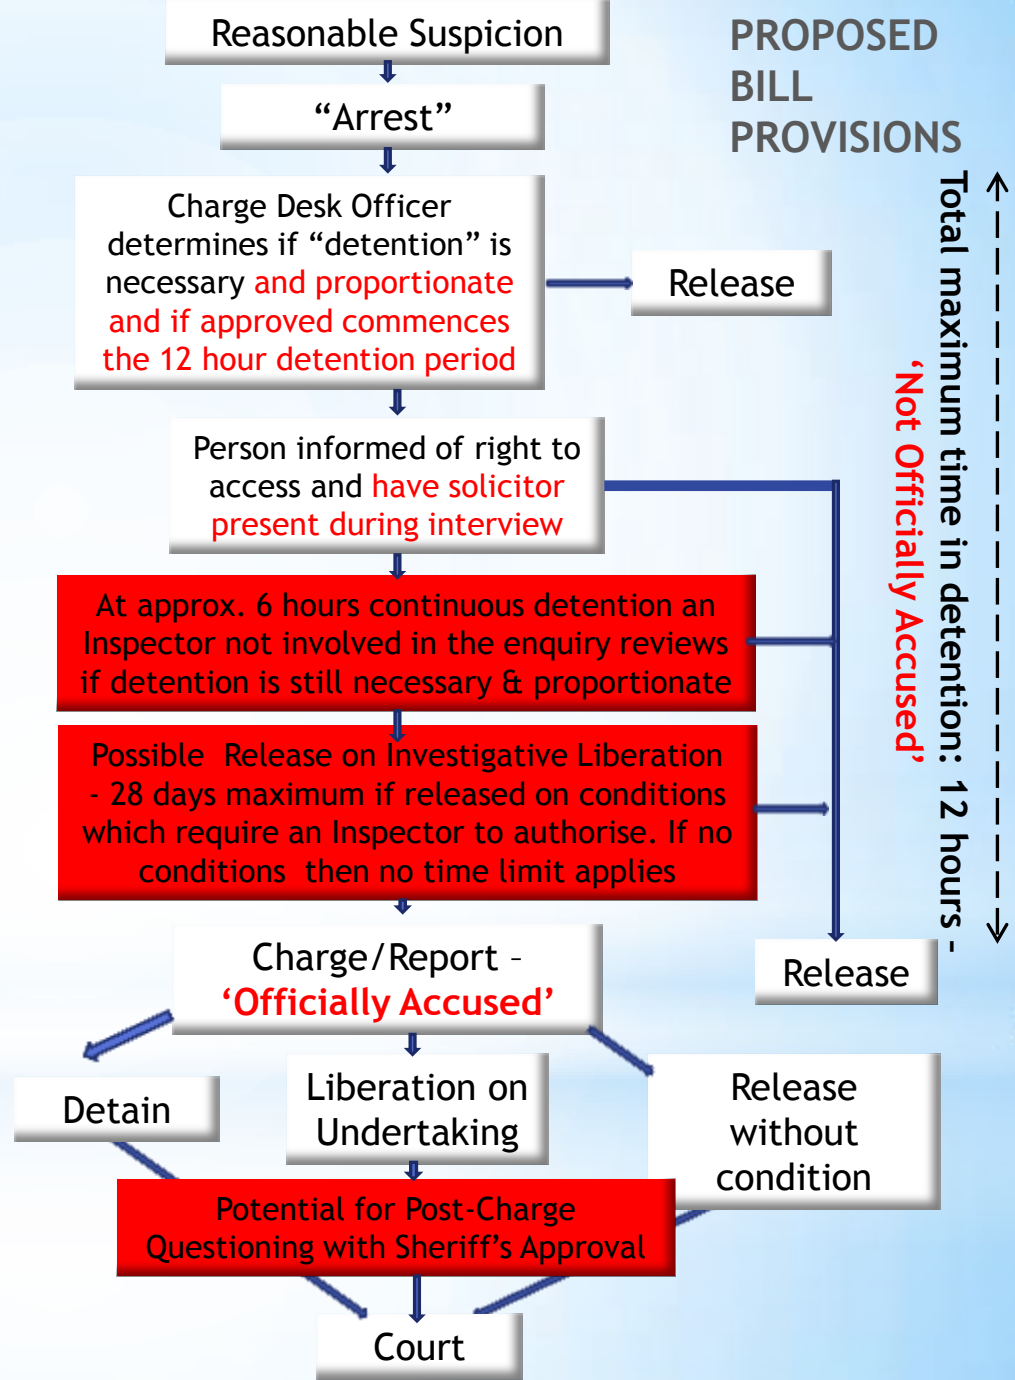 Reasonable Suspicion
PROPOSED
BILL
PROVISIONS
“Arrest”
Charge Desk Officer
determines if “detention” is
necessary and proportionate
and if approved commences
the 12 hour detention period
Release
Total maximum time in detention: 12 hours -
‘Not Officially Accused’
Person informed of right to
access and have solicitor
present during interview
At approx. 6 hours continuous detention an
Inspector not involved in the enquiry reviews
if detention is still necessary & proportionate
Possible Release on Investigative Liberation
- 28 days maximum if released on conditions
which require an Inspector to authorise. If no
conditions then no time limit applies
Charge/Report –
‘Officially Accused’
Release
Detain
Liberation on
Undertaking
Release
without
condition
Potential for Post-Charge
Questioning with Sheriff’s Approval
Court